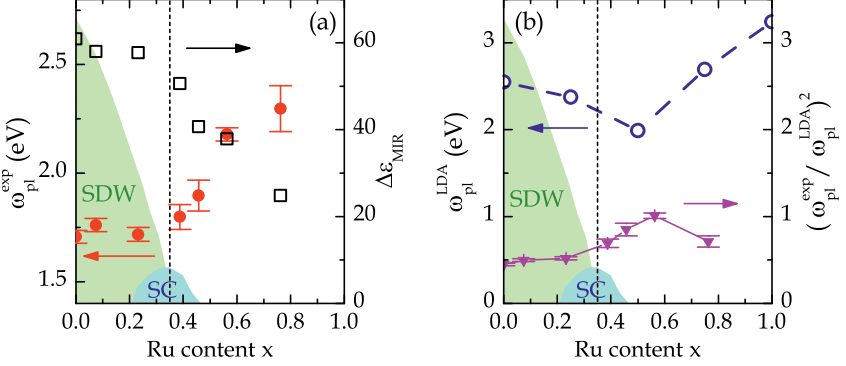 (a)
2.5
2.0
1.5
ω_pl^exp (eV)
60
40
20
0
Δε_MIR
SDW
SC
0.0 0.2 0.4 0.6 0.8 1.0
Ru content x
(b)
3
2
1
0
ω_pl^LDA (eV)
3
2
1
0
(ω_pl^exp / ω_pl^LDA)^2
SDW
SC
0.0 0.2 0.4 0.6 0.8 1.0
Ru content x